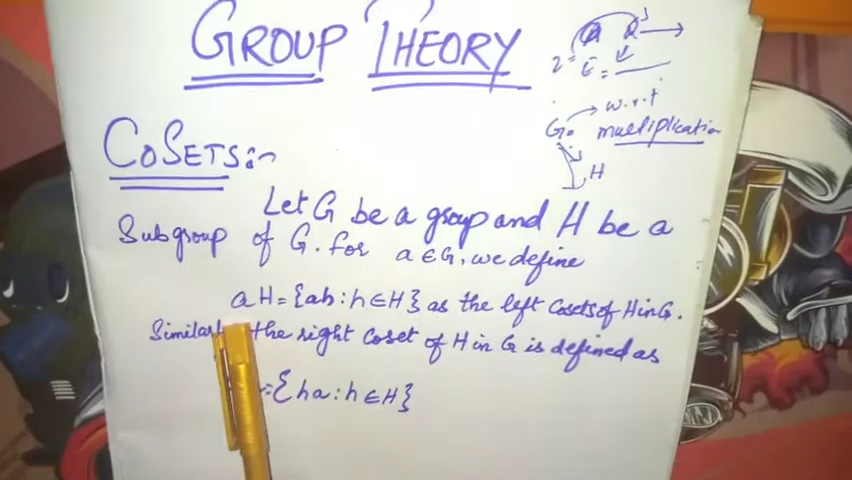 GROUP THEORY
G. → w.r.t
multiplication
H
COSETS:~
Let G be a group and H be a
Subgroup of G. For a ∈ G, we define
aH = {ah : h ∈ H} as the left cosets of H in G.
Similar the right coset of H in G is defined as
= {ha : h ∈ H}